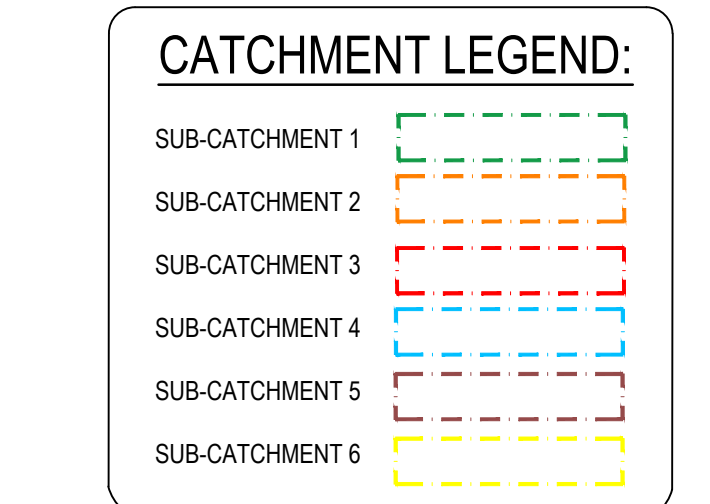 CATCHMENT LEGEND:
SUB-CATCHMENT 1
SUB-CATCHMENT 2
SUB-CATCHMENT 3
SUB-CATCHMENT 4
SUB-CATCHMENT 5
SUB-CATCHMENT 6